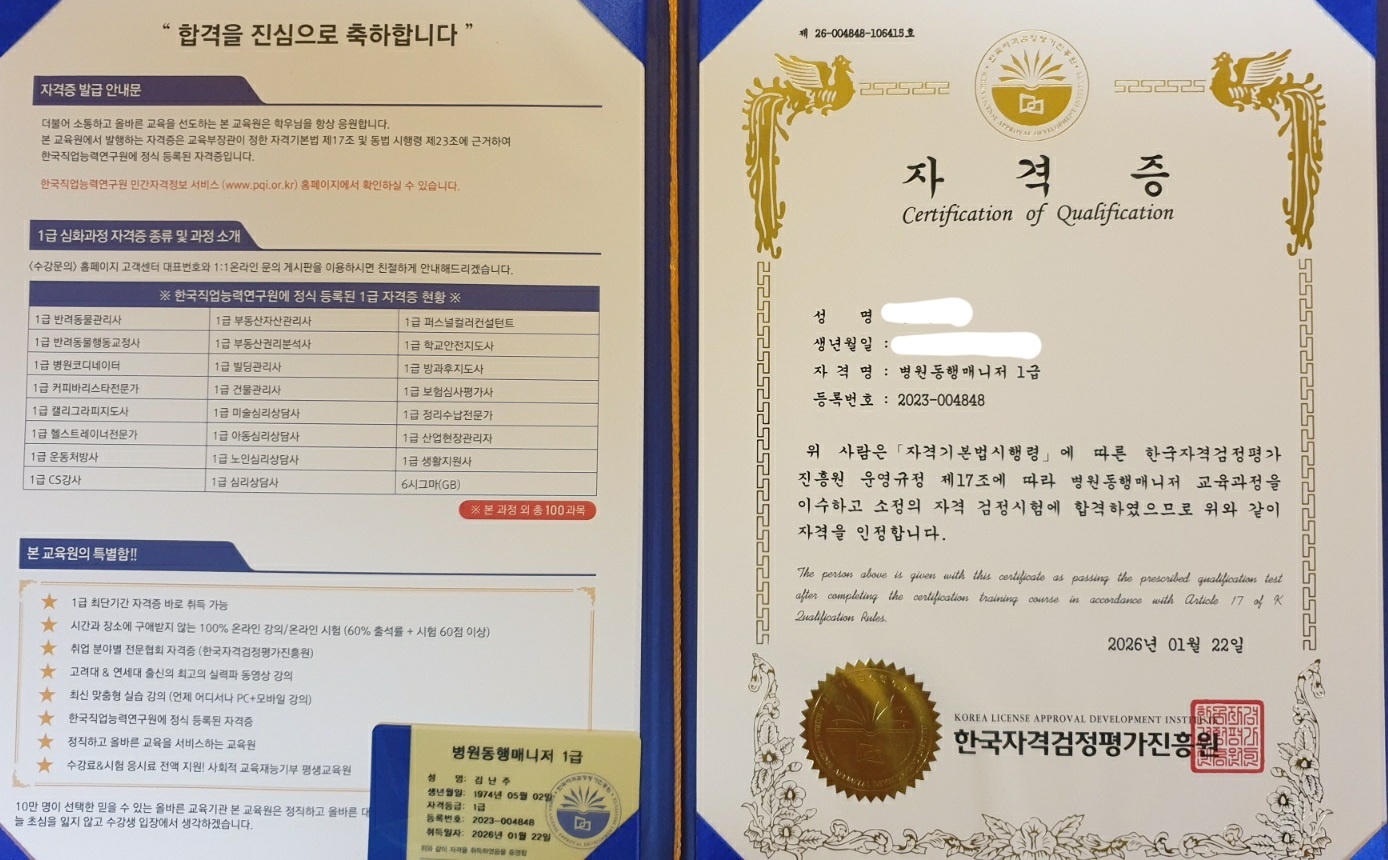 “ 합격을 진심으로 축하합니다 ”
자격증 발급 안내문
더불어 소통하고 올바른 교육을 선도하는 본 교육원은 학우님을 항상 응원합니다.
본 교육원에서 발행하는 자격증은 교육부장관이 정한 자격기본법 제17조 및 동법 시행령 제23조에 근거하여
한국직업능력연구원에 정식 등록된 자격증입니다.
한국직업능력연구원 민간자격정보 서비스 (www.pqi.or.kr) 홈페이지에서 확인하실 수 있습니다.
1급 심화과정 자격증 종류 및 과정 소개
<수강문의> 홈페이지 고객센터 대표번호와 1:1온라인 문의 게시판을 이용하시면 친절하게 안내해드리겠습니다.
※ 한국직업능력연구원에 정식 등록된 1급 자격증 현황 ※
1급 반려동물관리사 1급 부동산자산관리사 1급 퍼스널컬러컨설턴트
1급 반려동물행동교정사 1급 부동산권리분석사 1급 학교안전지도사
1급 병원코디네이터 1급 빌딩관리사 1급 방과후지도사
1급 커피바리스타전문가 1급 건물관리사 1급 보험심사평가사
1급 캘리그라피지도사 1급 미술심리상담사 1급 정리수납전문가
1급 헬스트레이너전문가 1급 아동심리상담사 1급 산업현장관리자
1급 운동처방사 1급 노인심리상담사 1급 생활지원사
1급 CS강사 1급 심리상담사 6시그마(GB)
※ 본 과정 외 총 100과목
본 교육원의 특별함!!
1급 최단기간 자격증 바로 취득 가능
시간과 장소에 구애받지 않는 100% 온라인 강의/온라인 시험 (60% 출석률 + 시험 60점 이상)
취업 분야별 전문협회 자격증 (한국자격검정평가진흥원)
고려대 & 연세대 출신의 최고의 실력파 동영상 강의
최신 맞춤형 실습 강의 (언제 어디서나 PC+모바일 강의)
한국직업능력연구원에 정식 등록된 자격증
정직하고 올바른 교육을 서비스하는 교육원
수강료&시험 응시료 전액 지원! 사회적 교육재능기부 평생교육원
10만 명이 선택한 믿을 수 있는 올바른 교육기관 본 교육원은 정직하고 올바른
늘 초심을 잃지 않고 수강생 입장에서 생각하겠습니다.
병원동행매니저 1급
성 명: 김난주
생년월일: 1974년 05월 02일
자격등급: 1급
등록번호: 2023-004848
취득일자: 2026년 01월 22일
위와 같이 자격을 취득하였음을 증명함
제 26-004848-106415호
자 격 증
Certification of Qualification
성 명
생년월일 :
자 격 명 : 병원동행매니저 1급
등록번호 : 2023-004848
위 사람은「자격기본법시행령」에 따른 한국자격검정평가
진흥원 운영규정 제17조에 따라 병원동행매니저 교육과정을
이수하고 소정의 자격 검정시험에 합격하였으므로 위와 같이
자격을 인정합니다.
The person above is given with this certificate as passing the prescribed qualification test
after completing the certification training course in accordance with Article 17 of K
Qualification Rules.
2026년 01월 22일
KOREA LICENSE APPROVAL DEVELOPMENT INSTITUTE
한국자격검정평가진흥원